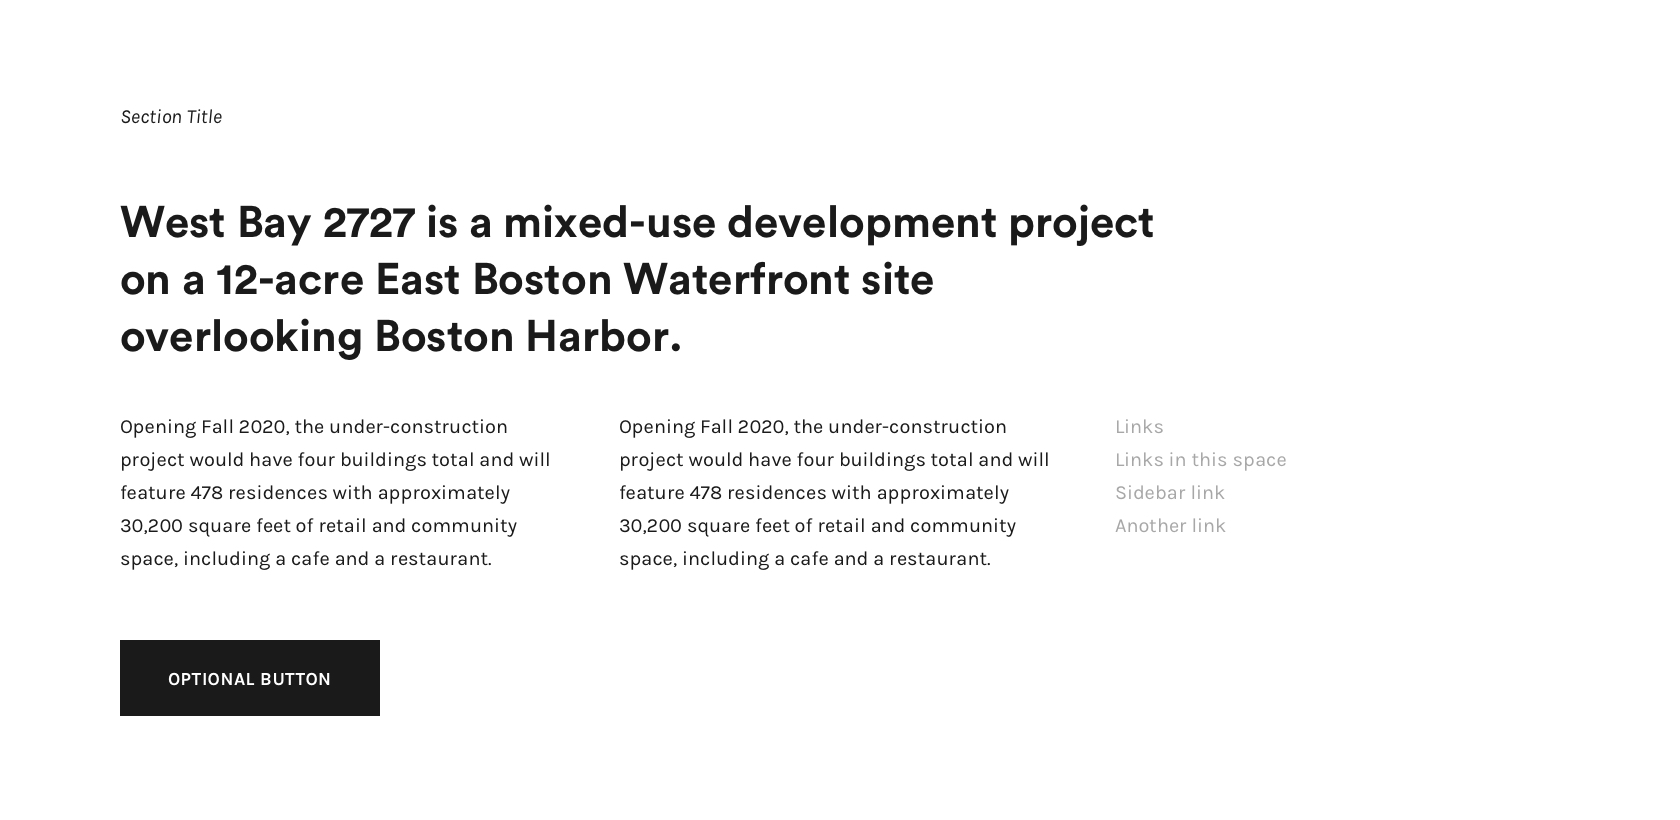 Section Title
West Bay 2727 is a mixed-use development project
on a 12-acre East Boston Waterfront site
overlooking Boston Harbor.
Opening Fall 2020, the under-construction
project would have four buildings total and will
feature 478 residences with approximately
30,200 square feet of retail and community
space, including a cafe and a restaurant.
Opening Fall 2020, the under-construction
project would have four buildings total and will
feature 478 residences with approximately
30,200 square feet of retail and community
space, including a cafe and a restaurant.
Links
Links in this space
Sidebar link
Another link
OPTIONAL BUTTON